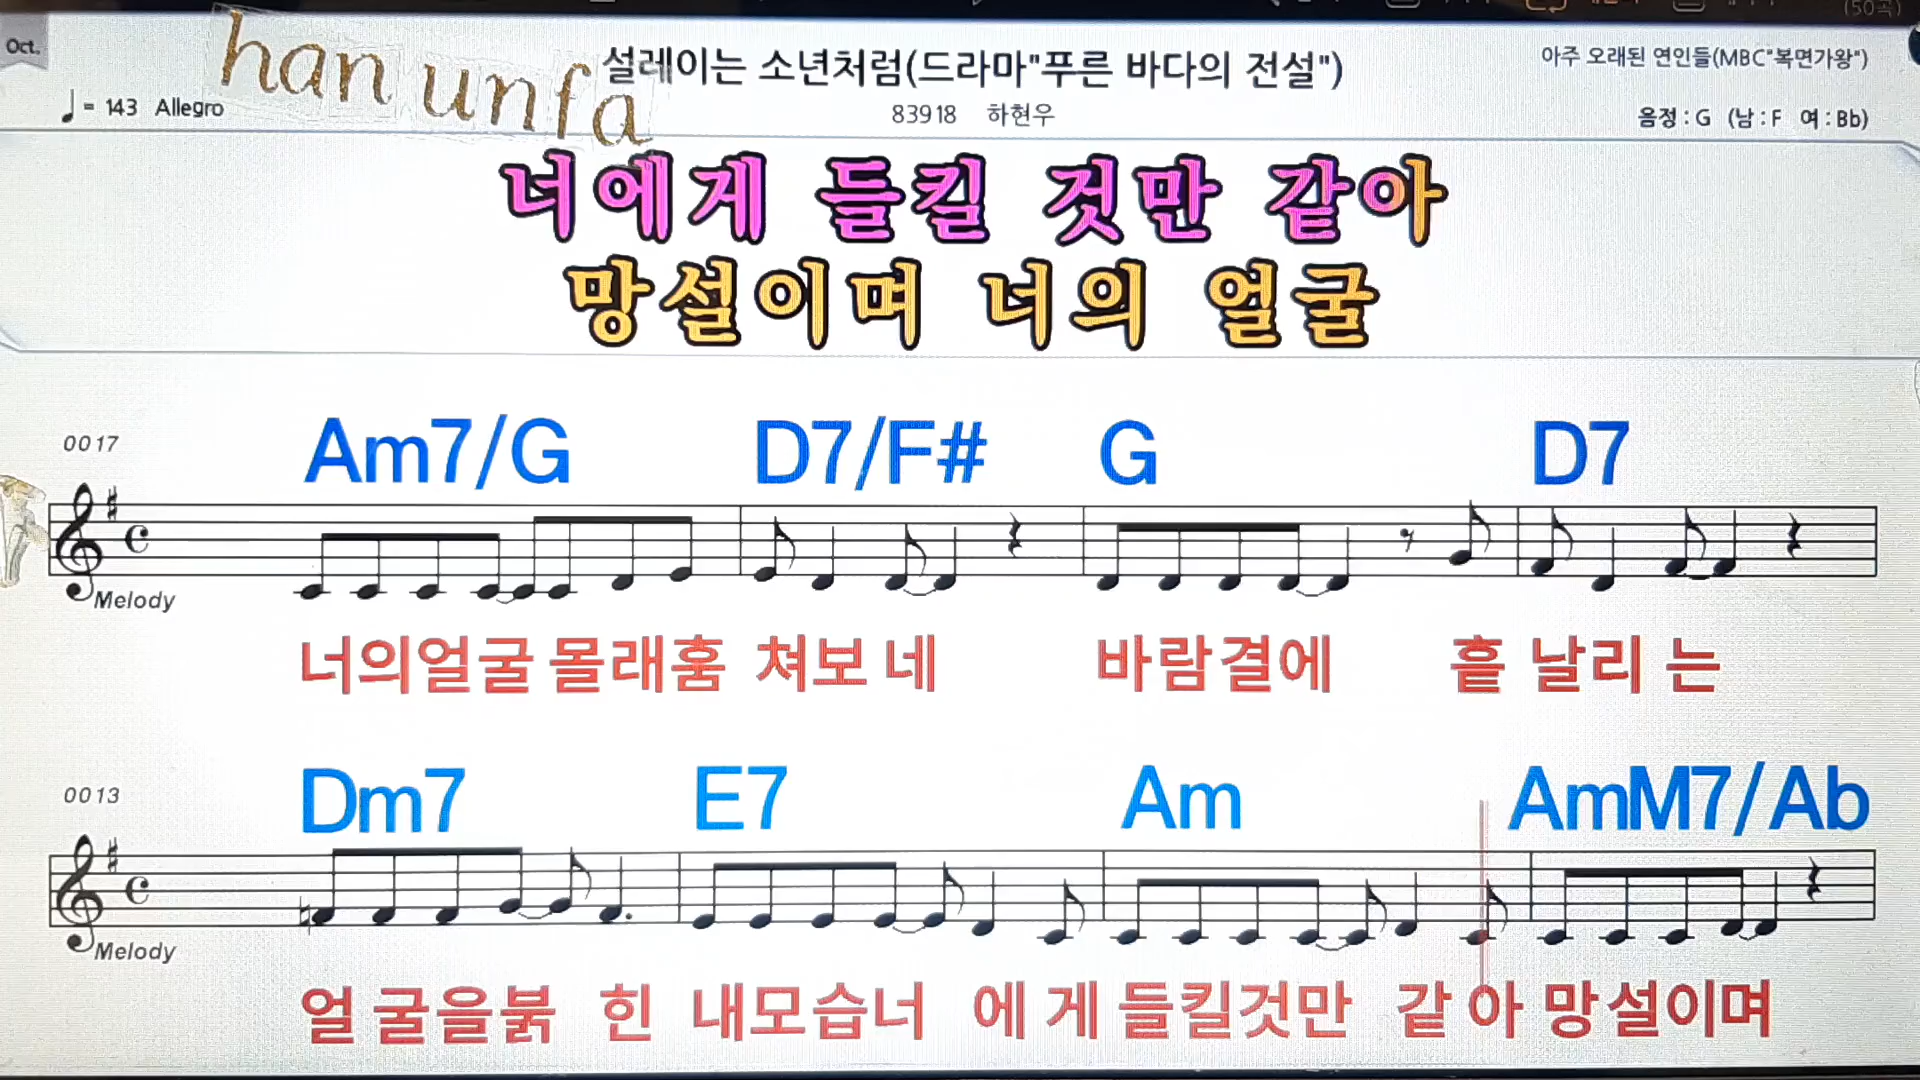 (50곡)
Oct.
han unfa
설레이는 소년처럼(드라마"푸른 바다의 전설")
아주 오래된 연인들(MBC"복면가왕")
♩= 143 Allegro
83918 하현우
음정 : G (남 : F 여 : Bb)
너에게 들킬 것만 같아
망설이며 너의 얼굴
0017
Am7/G D7/F# G D7
Melody
너의얼굴몰래훔 쳐보네 바람결에 흩 날리 는
0013
Dm7 E7 Am AmM7/Ab
Melody
얼굴을붉 힌 내모습너 에 게 들킬것만 같 아 망설이며